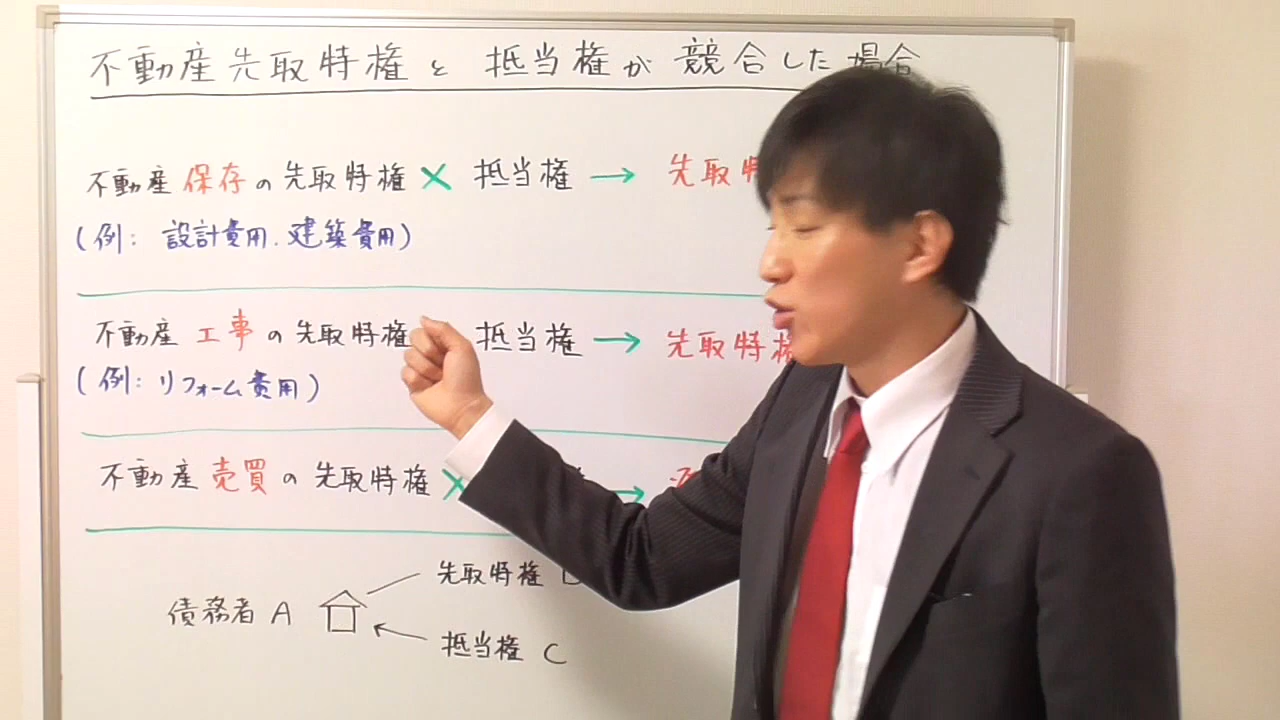 不動産先取特権と 抵当権が 競合した場合
不動産 保存の先取特権 × 抵当権 → 先取
(例: 設計費用.建築費用)
不動産 工事の先取特権 抵当権 → 先取特権
(例: リフォーム費用)
不動産 売買の先取特権 × →
先取特権
債務者 A
抵当権 C